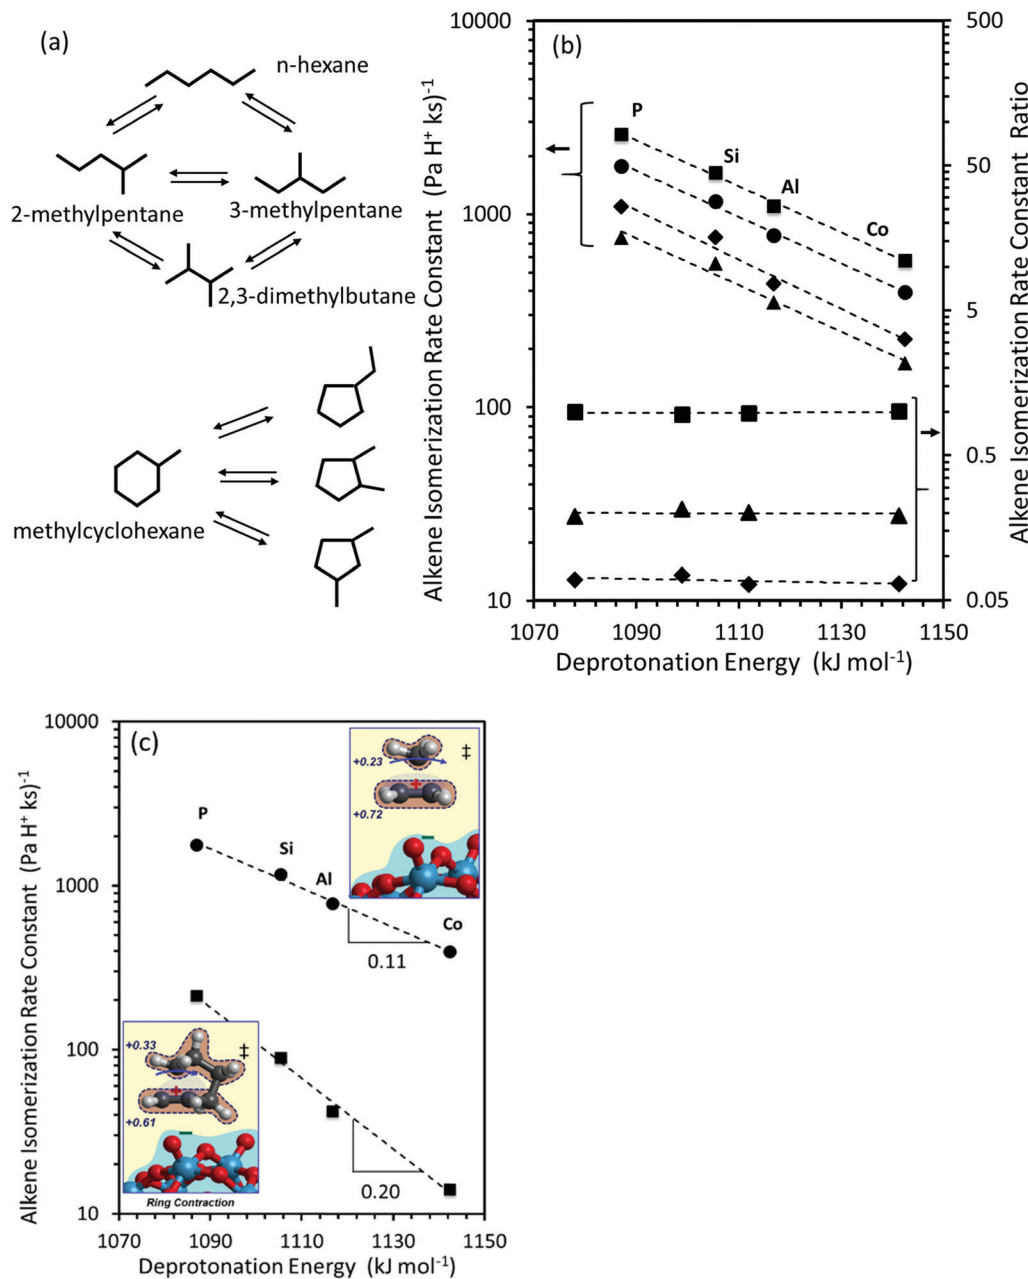 (a)
n-hexane
2-methylpentane
3-methylpentane
2,3-dimethylbutane
methylcyclohexane
(b)
Alkene Isomerization Rate Constant (Pa H⁺ ks)⁻¹
10000
1000
100
10
P
Si
Al
Co
500
50
5
0.5
0.05
Alkene Isomerization Rate Constant Ratio
1070 1090 1110 1130 1150
Deprotonation Energy (kJ mol⁻¹)
(c)
Alkene Isomerization Rate Constant (Pa H⁺ ks)⁻¹
10000
1000
100
10
P
Si
Al
Co
+0.23
‡
+
+0.72
−
0.11
+0.33
‡
+
+0.61
−
Ring Contraction
0.20
1070 1090 1110 1130 1150
Deprotonation Energy (kJ mol⁻¹)